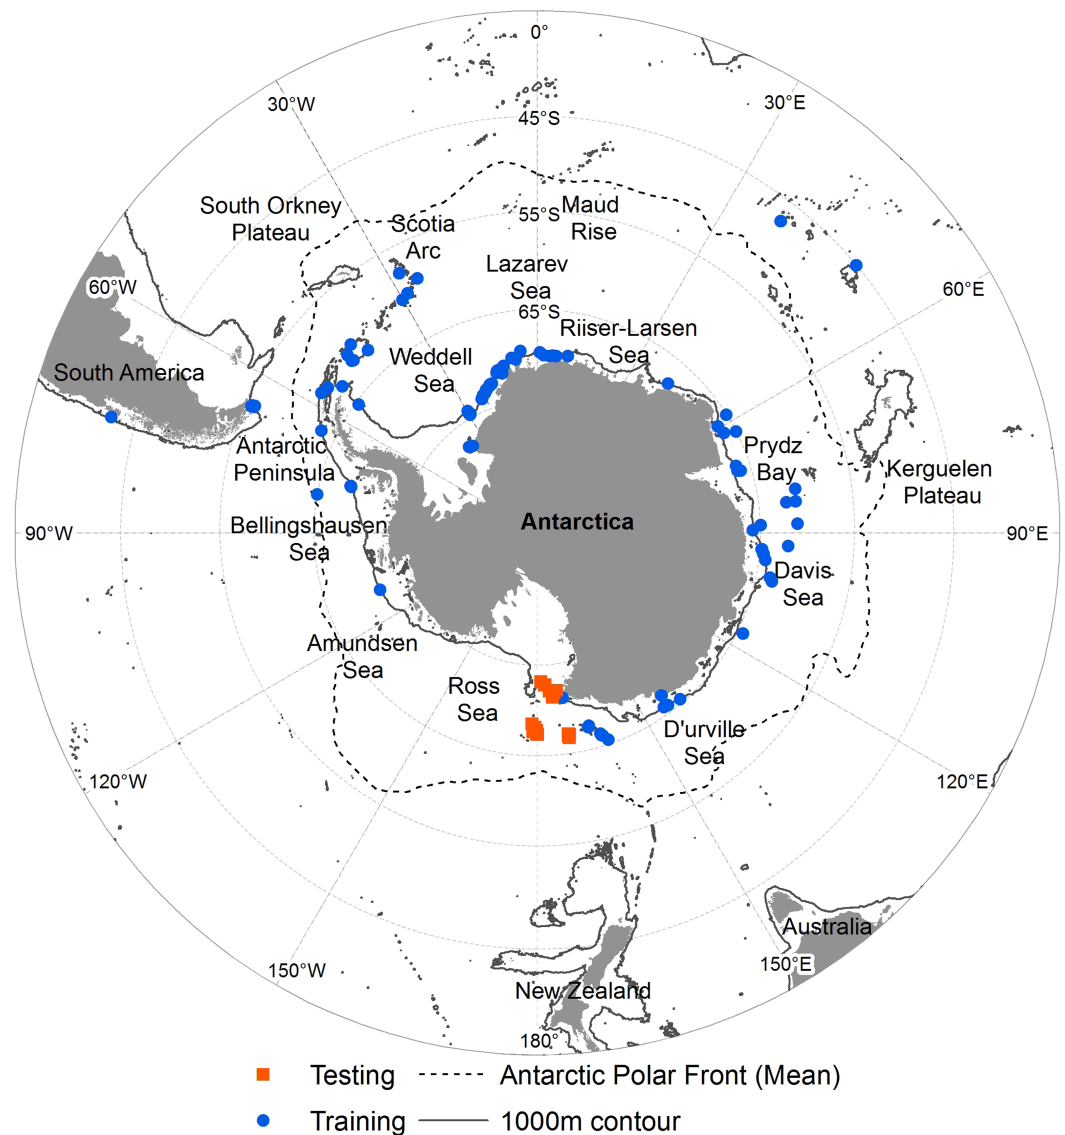 0°
30°W
30°E
45°S
South Orkney
Plateau
Scotia
Arc
55°S
Maud
Rise
Lazarev
Sea
60°W
60°E
65°S
Riiser-Larsen
Sea
Weddell
Sea
South America
Antarctic
Peninsula
Prydz
Bay
Kerguelen
Plateau
Bellingshausen
Sea
Antarctica
90°W
90°E
Davis
Sea
Amundsen
Sea
Ross
Sea
D'urville
Sea
120°W
120°E
Australia
150°W
150°E
New Zealand
180°
Testing
Antarctic Polar Front (Mean)
Training
1000m contour